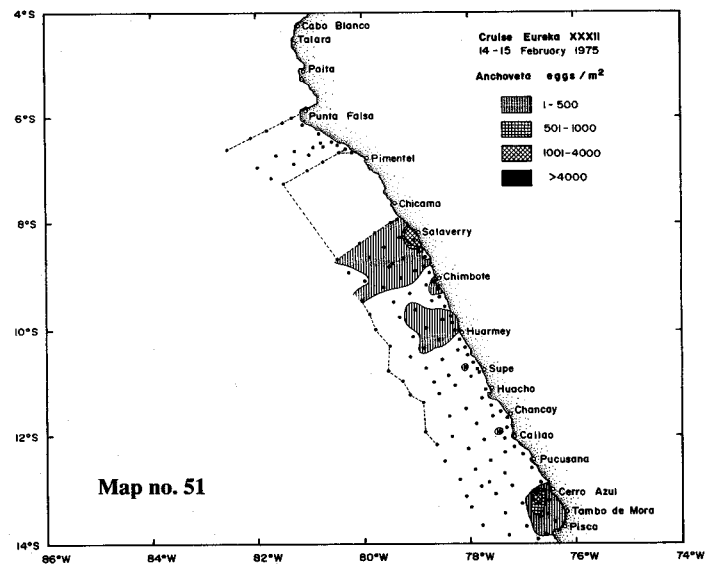 4°S
6°S
8°S
10°S
12°S
14°S
86°W
84°W
82°W
80°W
78°W
76°W
74°W
Cabo Blanco
Talara
Paita
Punta Falsa
Pimentel
Chicama
Salaverry
Chimbote
Huarmey
Supe
Huacho
Chancay
Callao
Pucusana
Cerro Azul
Tambo de Mora
Pisco
Cruise Eureka XXXII
14-15 February 1975
Anchoveta eggs/m²
1-500
501-1000
1001-4000
>4000
Map no. 51